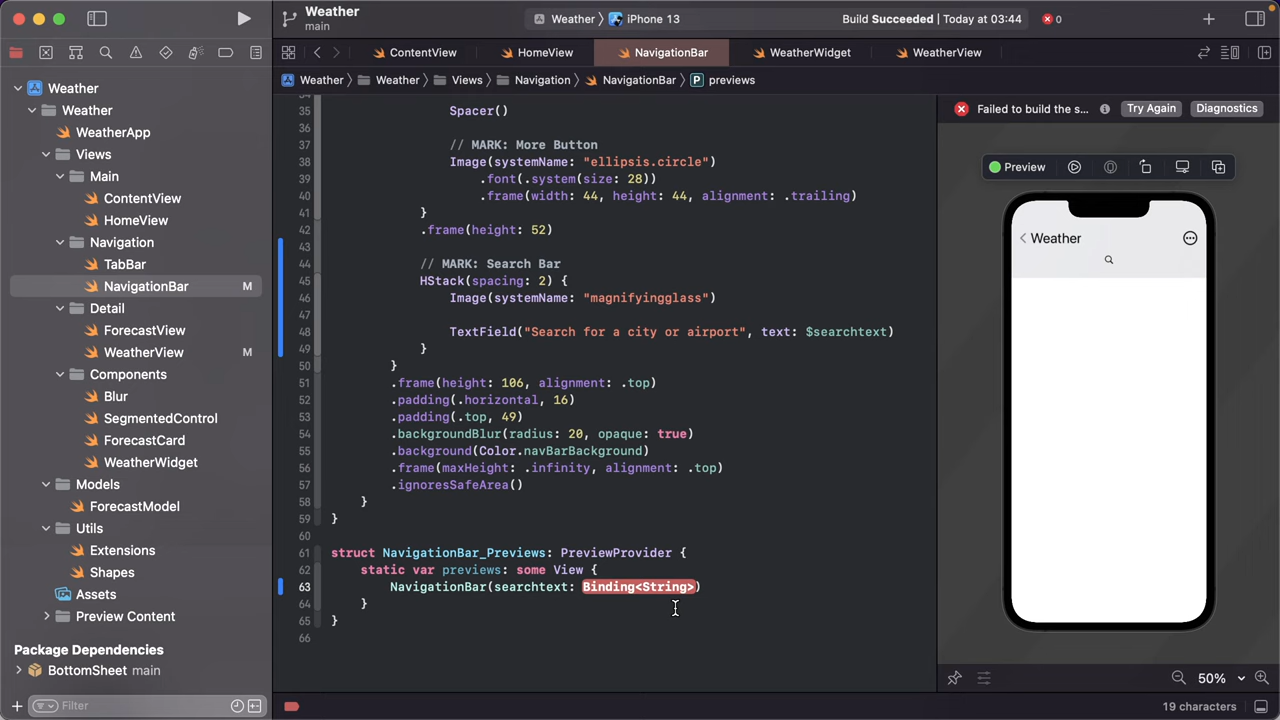 Weather
main
Weather
iPhone 13
Build Succeeded | Today at 03:44
0
ContentView
HomeView
NavigationBar
WeatherWidget
WeatherView
Weather
Weather
Views
Navigation
NavigationBar
P
previews
Weather
Weather
WeatherApp
Views
Main
ContentView
HomeView
Navigation
TabBar
NavigationBar M
Detail
ForecastView
WeatherView M
Components
Blur
SegmentedControl
ForecastCard
WeatherWidget
Models
ForecastModel
Utils
Extensions
Shapes
Assets
Preview Content
Package Dependencies
BottomSheet main
Filter
34
35 Spacer()
36
37 // MARK: More Button
38 Image(systemName: "ellipsis.circle")
39 .font(.system(size: 28))
40 .frame(width: 44, height: 44, alignment: .trailing)
41 }
42 .frame(height: 52)
43
44 // MARK: Search Bar
45 HStack(spacing: 2) {
46 Image(systemName: "magnifyingglass")
47
48 TextField("Search for a city or airport", text: $searchtext)
49 }
50 }
51 .frame(height: 106, alignment: .top)
52 .padding(.horizontal, 16)
53 .padding(.top, 49)
54 .backgroundBlur(radius: 20, opaque: true)
55 .background(Color.navBarBackground)
56 .frame(maxHeight: .infinity, alignment: .top)
57 .ignoresSafeArea()
58 }
59 }
60
61 struct NavigationBar_Previews: PreviewProvider {
62 static var previews: some View {
63 NavigationBar(searchtext: Binding<String>)
64 }
65 }
66
Failed to build the s...
Try Again
Diagnostics
Preview
Weather
50%
19 characters